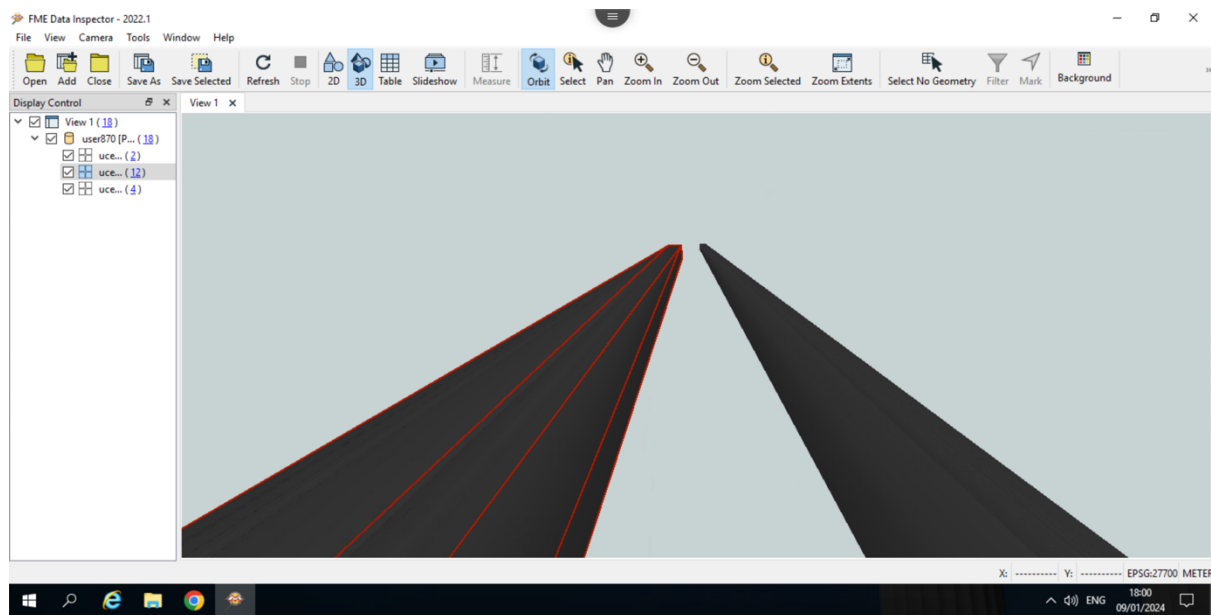 FME Data Inspector - 2022.1
File View Camera Tools Window Help
Open Add Close Save As Save Selected Refresh Stop 2D 3D Table Slideshow Measure Orbit Select Pan Zoom In Zoom Out Zoom Selected Zoom Extents Select No Geometry Filter Mark Background
Display Control
View 1
View 1 (18)
user870 [P... (18)
uce... (2)
uce... (12)
uce... (4)
X: ---------- Y: ---------- EPSG:27700 METER
ENG
18:00
09/01/2024